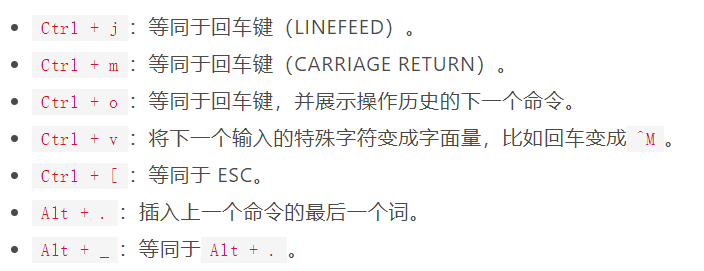 Ctrl + j：等同于回车键（LINEFEED）。
Ctrl + m：等同于回车键（CARRIAGE RETURN）。
Ctrl + o：等同于回车键，并展示操作历史的下一个命令。
Ctrl + v：将下一个输入的特殊字符变成字面量，比如回车变成^M。
Ctrl + [：等同于 ESC。
Alt + .：插入上一个命令的最后一个词。
Alt + _：等同于Alt + .。